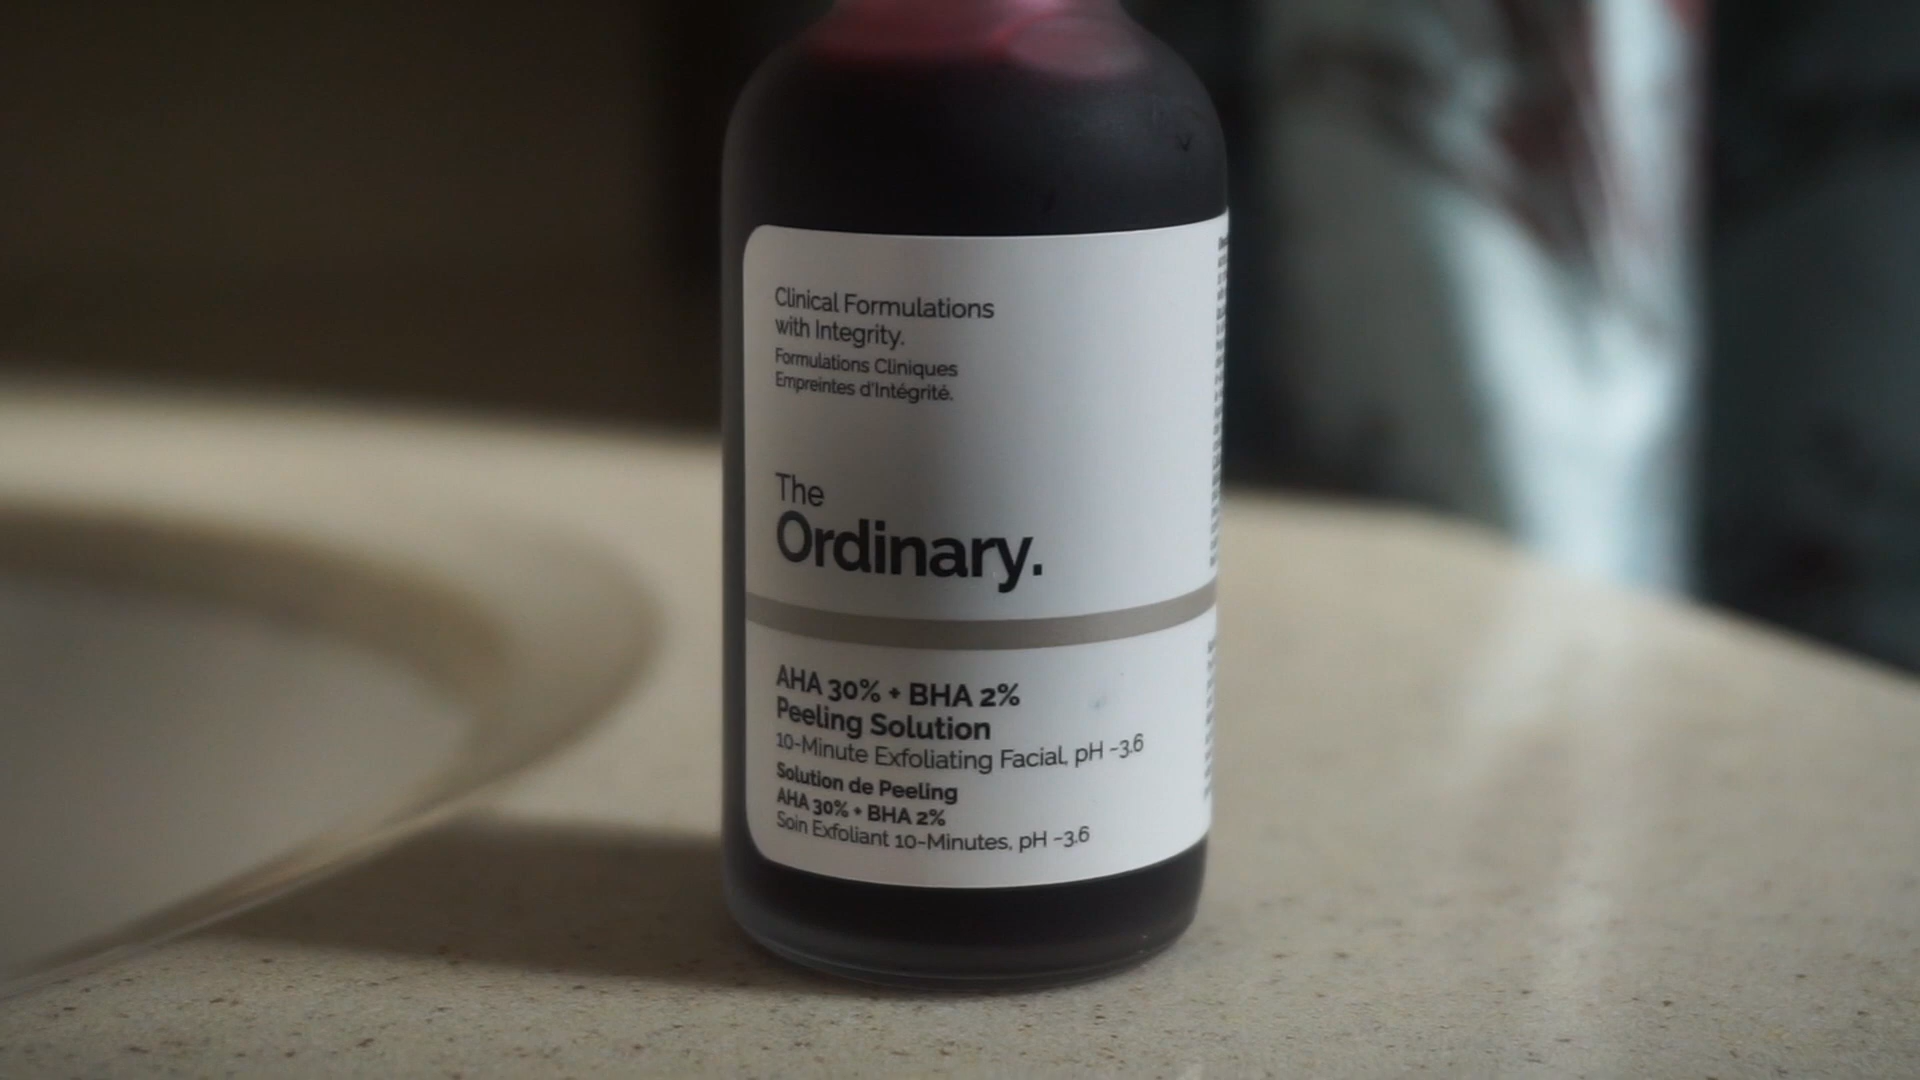 Clinical Formulations
with Integrity.
Formulations Cliniques
Empreintes d'Intégrité.
The
Ordinary.
AHA 30% + BHA 2%
Peeling Solution
10-Minute Exfoliating Facial, pH ~3.6
Solution de Peeling
AHA 30% + BHA 2%
Soin Exfoliant 10-Minutes, pH ~3.6